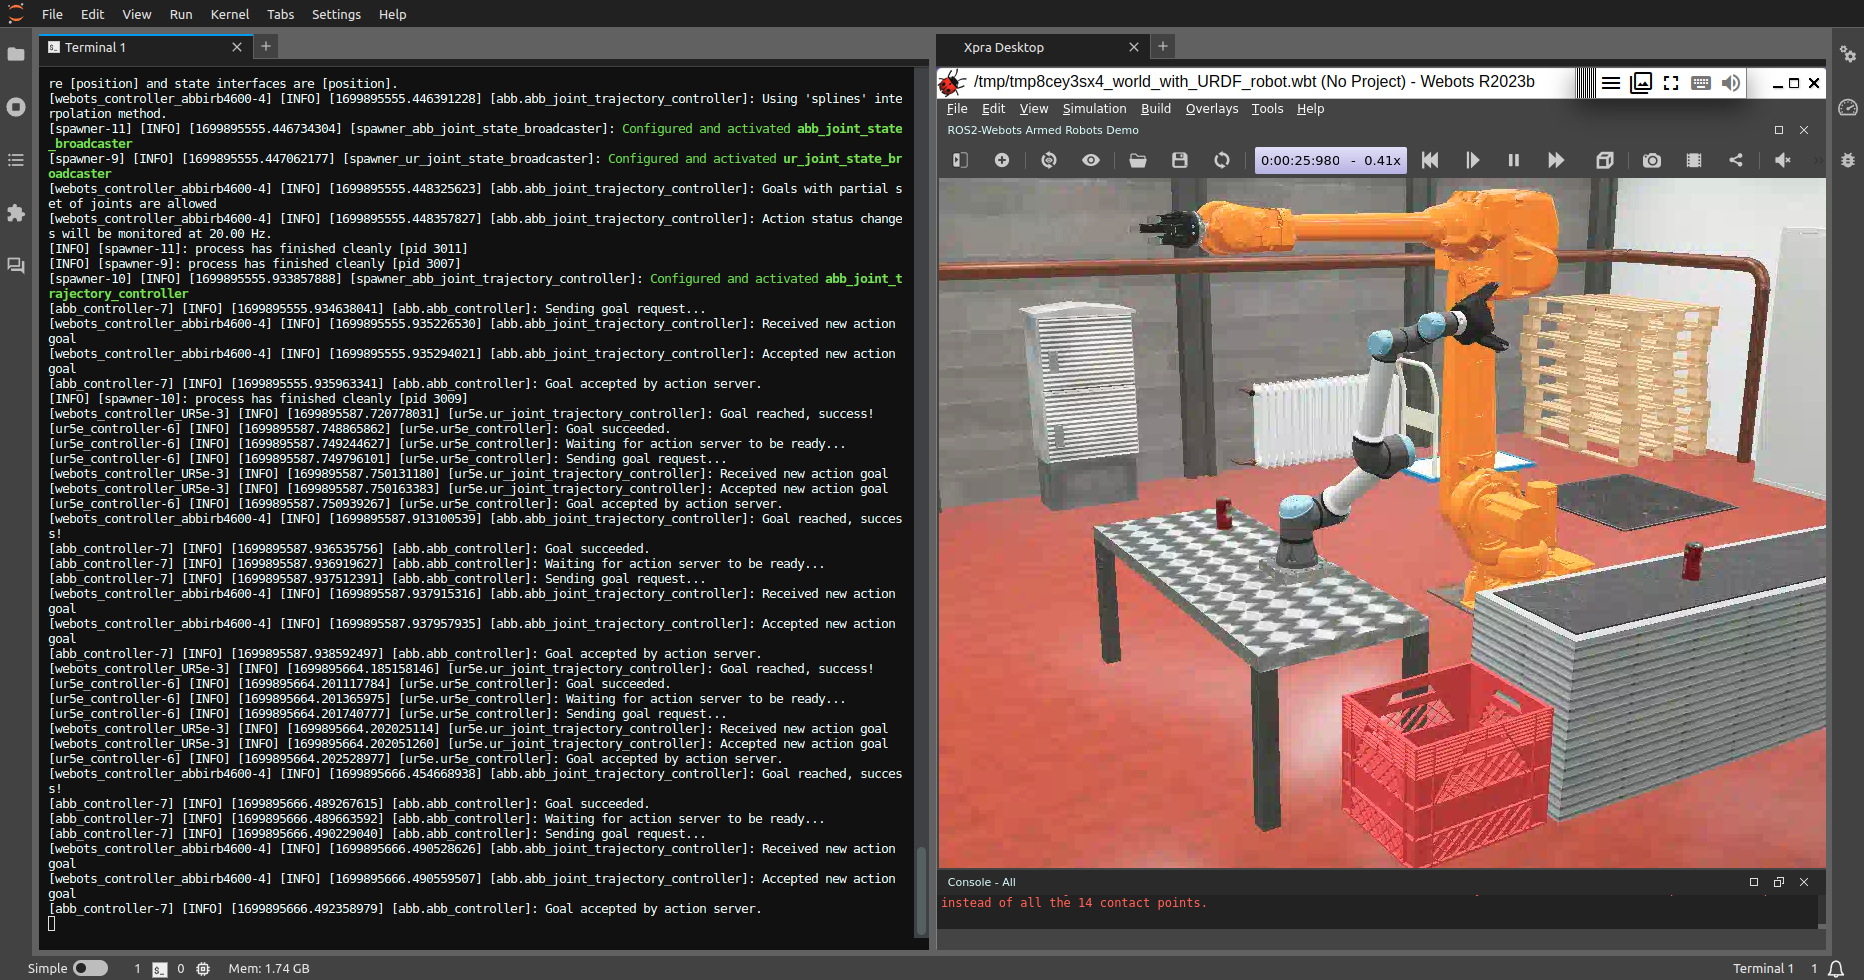 File Edit View Run Kernel Tabs Settings Help
Terminal 1
re [position] and state interfaces are [position].
[webots_controller_abbirb4600-4] [INFO] [1699895555.446391228] [abb.abb_joint_trajectory_controller]: Using 'splines' inte
rpolation method.
[spawner-11] [INFO] [1699895555.446734304] [spawner_abb_joint_state_broadcaster]: Configured and activated abb_joint_state
_broadcaster
[spawner-9] [INFO] [1699895555.447062177] [spawner_ur_joint_state_broadcaster]: Configured and activated ur_joint_state_br
oadcaster
[webots_controller_abbirb4600-4] [INFO] [1699895555.448325623] [abb.abb_joint_trajectory_controller]: Goals with partial s
et of joints are allowed
[webots_controller_abbirb4600-4] [INFO] [1699895555.448357827] [abb.abb_joint_trajectory_controller]: Action status change
s will be monitored at 20.00 Hz.
[INFO] [spawner-11]: process has finished cleanly [pid 3011]
[INFO] [spawner-9]: process has finished cleanly [pid 3007]
[spawner-10] [INFO] [1699895555.933857888] [spawner_abb_joint_trajectory_controller]: Configured and activated abb_joint_t
rajectory_controller
[abb_controller-7] [INFO] [1699895555.934638041] [abb.abb_controller]: Sending goal request...
[webots_controller_abbirb4600-4] [INFO] [1699895555.935226530] [abb.abb_joint_trajectory_controller]: Received new action
goal
[webots_controller_abbirb4600-4] [INFO] [1699895555.935294021] [abb.abb_joint_trajectory_controller]: Accepted new action
goal
[abb_controller-7] [INFO] [1699895555.935963341] [abb.abb_controller]: Goal accepted by action server.
[INFO] [spawner-10]: process has finished cleanly [pid 3009]
[webots_controller_UR5e-3] [INFO] [1699895587.720778031] [ur5e.ur_joint_trajectory_controller]: Goal reached, success!
[ur5e_controller-6] [INFO] [1699895587.748865862] [ur5e.ur5e_controller]: Goal succeeded.
[ur5e_controller-6] [INFO] [1699895587.749244627] [ur5e.ur5e_controller]: Waiting for action server to be ready...
[ur5e_controller-6] [INFO] [1699895587.749796101] [ur5e.ur5e_controller]: Sending goal request...
[webots_controller_UR5e-3] [INFO] [1699895587.750131180] [ur5e.ur_joint_trajectory_controller]: Received new action goal
[webots_controller_UR5e-3] [INFO] [1699895587.750163383] [ur5e.ur_joint_trajectory_controller]: Accepted new action goal
[ur5e_controller-6] [INFO] [1699895587.750939267] [ur5e.ur5e_controller]: Goal accepted by action server.
[webots_controller_abbirb4600-4] [INFO] [1699895587.913100539] [abb.abb_joint_trajectory_controller]: Goal reached, succes
s!
[abb_controller-7] [INFO] [1699895587.936535756] [abb.abb_controller]: Goal succeeded.
[abb_controller-7] [INFO] [1699895587.936919627] [abb.abb_controller]: Waiting for action server to be ready...
[abb_controller-7] [INFO] [1699895587.937512391] [abb.abb_controller]: Sending goal request...
[webots_controller_abbirb4600-4] [INFO] [1699895587.937915316] [abb.abb_joint_trajectory_controller]: Received new action
goal
[webots_controller_abbirb4600-4] [INFO] [1699895587.937957935] [abb.abb_joint_trajectory_controller]: Accepted new action
goal
[abb_controller-7] [INFO] [1699895587.938592497] [abb.abb_controller]: Goal accepted by action server.
[webots_controller_UR5e-3] [INFO] [1699895664.185158146] [ur5e.ur_joint_trajectory_controller]: Goal reached, success!
[ur5e_controller-6] [INFO] [1699895664.201117784] [ur5e.ur5e_controller]: Goal succeeded.
[ur5e_controller-6] [INFO] [1699895664.201365975] [ur5e.ur5e_controller]: Waiting for action server to be ready...
[ur5e_controller-6] [INFO] [1699895664.201740777] [ur5e.ur5e_controller]: Sending goal request...
[webots_controller_UR5e-3] [INFO] [1699895664.202025114] [ur5e.ur_joint_trajectory_controller]: Received new action goal
[webots_controller_UR5e-3] [INFO] [1699895664.202051260] [ur5e.ur_joint_trajectory_controller]: Accepted new action goal
[ur5e_controller-6] [INFO] [1699895664.202528977] [ur5e.ur5e_controller]: Goal accepted by action server.
[webots_controller_abbirb4600-4] [INFO] [1699895666.454668938] [abb.abb_joint_trajectory_controller]: Goal reached, succes
s!
[abb_controller-7] [INFO] [1699895666.489267615] [abb.abb_controller]: Goal succeeded.
[abb_controller-7] [INFO] [1699895666.489663592] [abb.abb_controller]: Waiting for action server to be ready...
[abb_controller-7] [INFO] [1699895666.490229040] [abb.abb_controller]: Sending goal request...
[webots_controller_abbirb4600-4] [INFO] [1699895666.490528626] [abb.abb_joint_trajectory_controller]: Received new action
goal
[webots_controller_abbirb4600-4] [INFO] [1699895666.490559507] [abb.abb_joint_trajectory_controller]: Accepted new action
goal
[abb_controller-7] [INFO] [1699895666.492358979] [abb.abb_controller]: Goal accepted by action server.
Xpra Desktop
/tmp/tmp8cey3sx4_world_with_URDF_robot.wbt (No Project) - Webots R2023b
File Edit View Simulation Build Overlays Tools Help
ROS2-Webots Armed Robots Demo
0:00:25:980 - 0.41x
Console - All
instead of all the 14 contact points.
Simple 1 0 Mem: 1.74 GB
Terminal 1 1